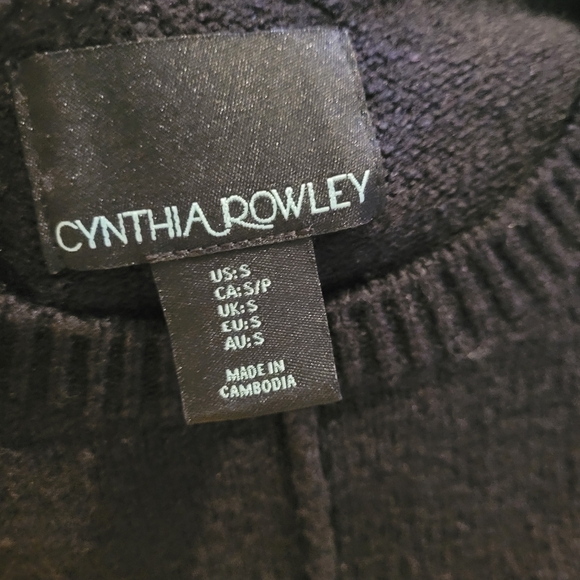 CYNTHIA ROWLEY
US:S
CA:S/P
UK:S
EU:S
AU:S
MADE IN
CAMBODIA